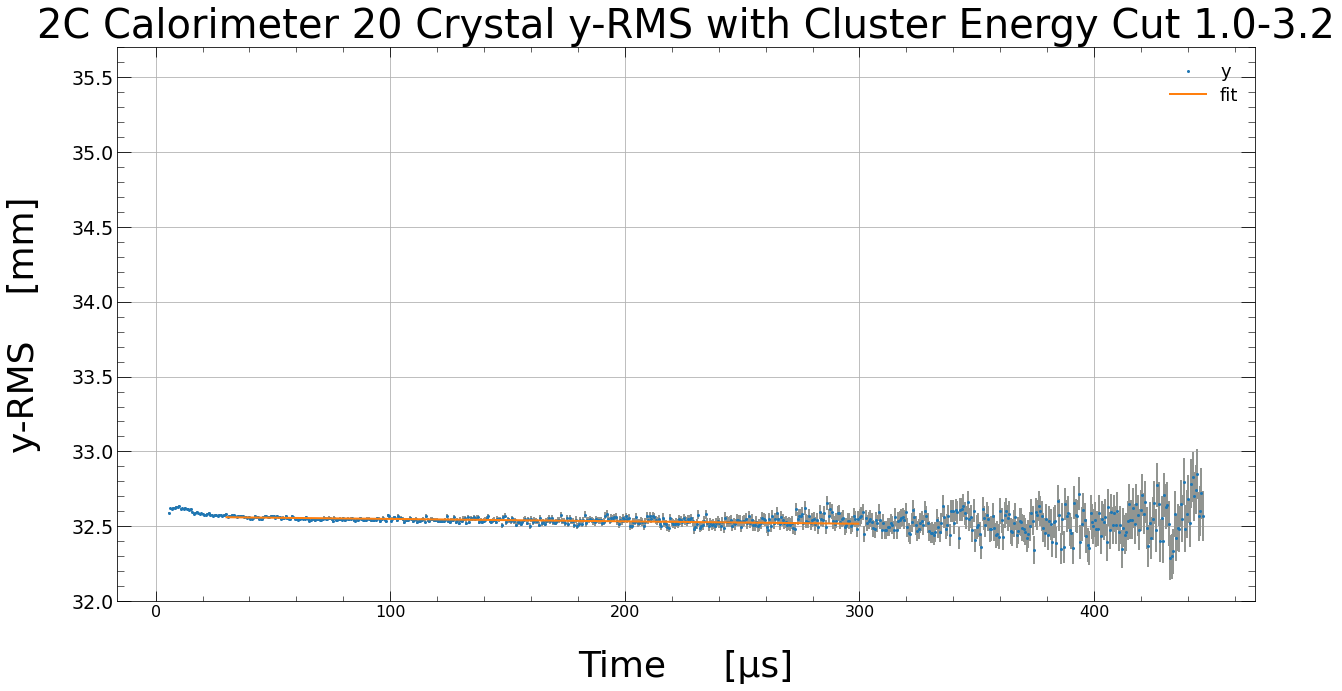 2C Calorimeter 20 Crystal y-RMS with Cluster Energy Cut 1.0-3.2
y
fit
35.5
35.0
34.5
34.0
33.5
33.0
32.5
32.0
y-RMS [mm]
0 100 200 300 400
Time [μs]